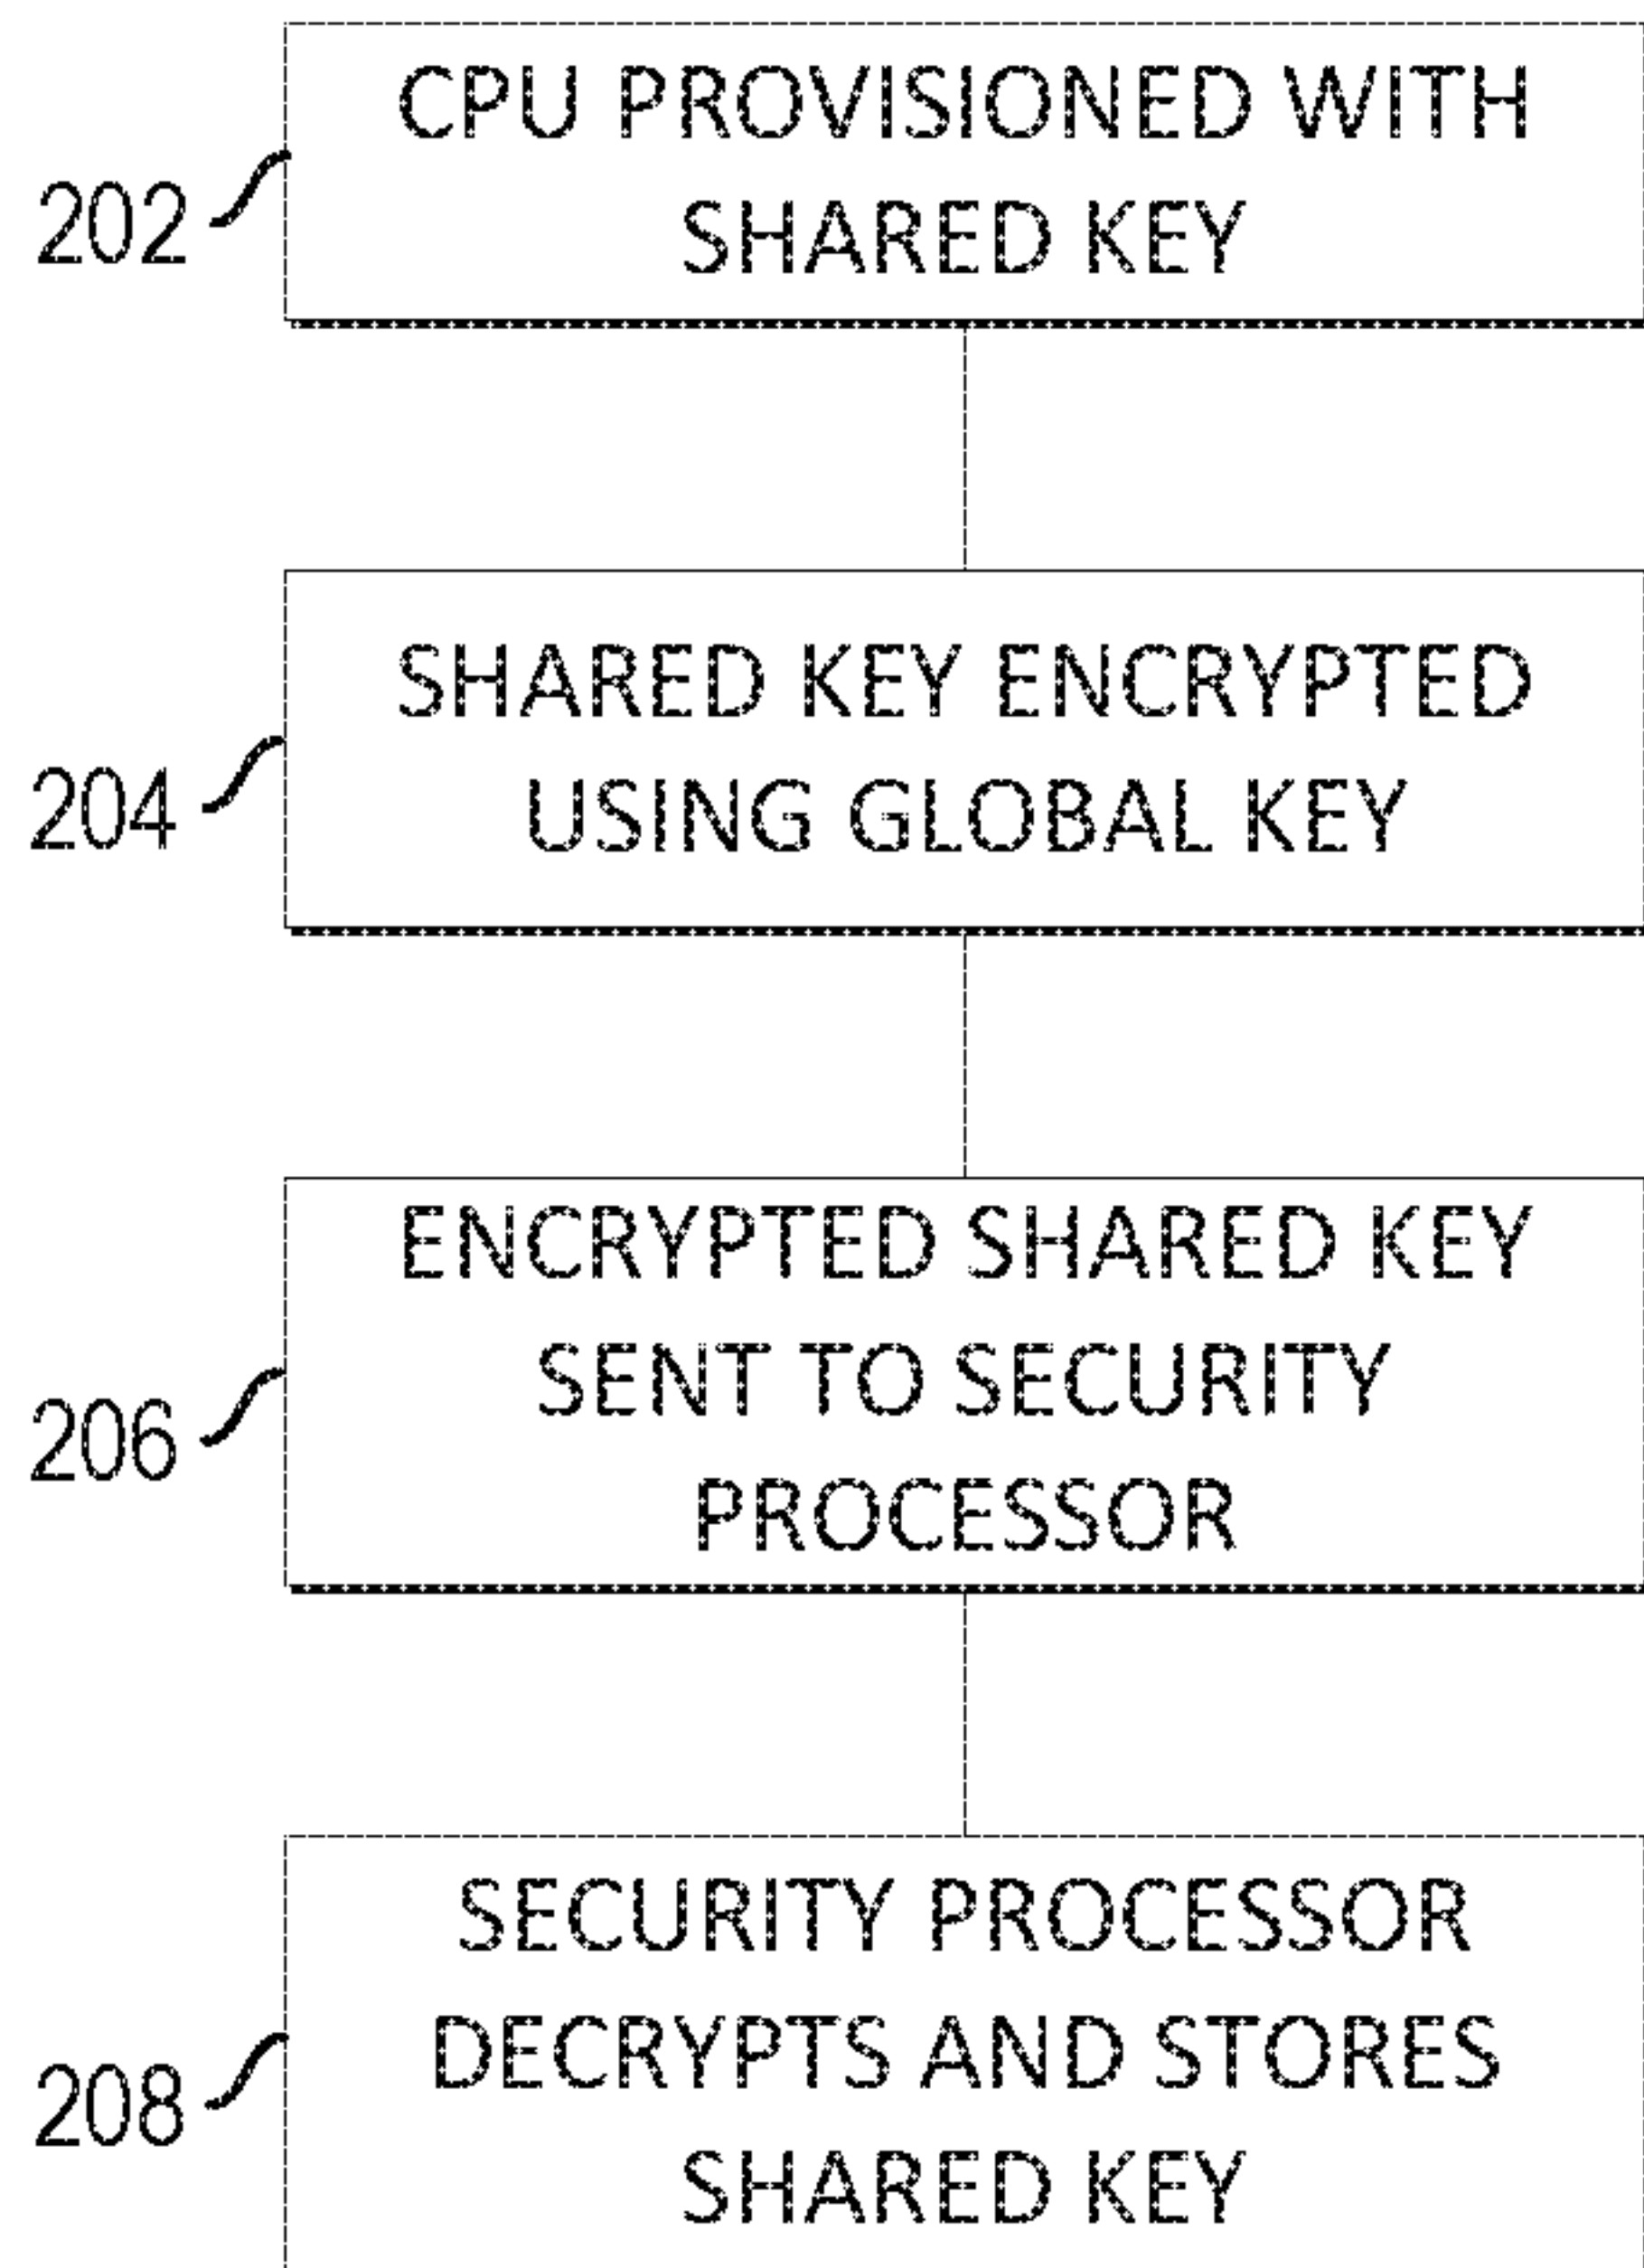 CPU PROVISIONED WITH
SHARED KEY
202
SHARED KEY ENCRYPTED
USING GLOBAL KEY
204
ENCRYPTED SHARED KEY
SENT TO SECURITY
PROCESSOR
206
SECURITY PROCESSOR
DECRYPTS AND STORES
SHARED KEY
208